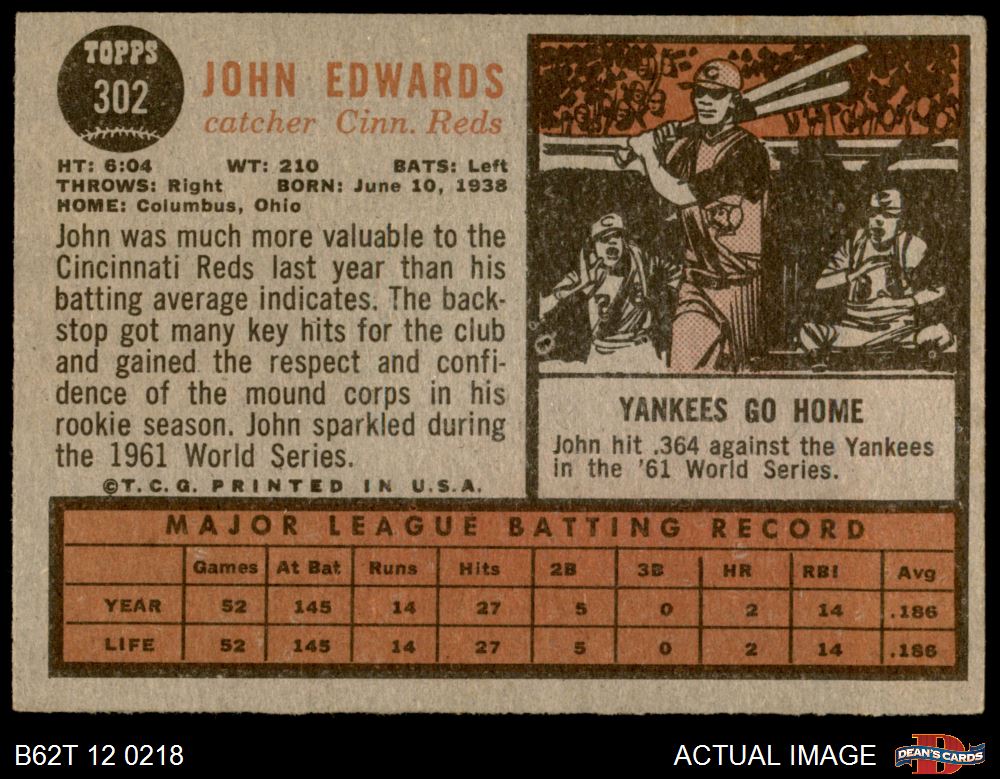 TOPPS
302
JOHN EDWARDS
catcher Cinn. Reds
HT: 6:04 WT: 210 BATS: Left
THROWS: Right BORN: June 10, 1938
HOME: Columbus, Ohio
John was much more valuable to the
Cincinnati Reds last year than his
batting average indicates. The back-
stop got many key hits for the club
and gained the respect and confi-
dence of the mound corps in his
rookie season. John sparkled during
the 1961 World Series.
©T.C.G. PRINTED IN U.S.A.
C
C
C
YANKEES GO HOME
John hit .364 against the Yankees
in the '61 World Series.
MAJOR LEAGUE BATTING RECORD
Games At Bat Runs Hits 2B 3B HR RBI Avg
YEAR 52 145 14 27 5 0 2 14 .186
LIFE 52 145 14 27 5 0 2 14 .186
B62T 12 0218
ACTUAL IMAGE
DEAN'S CARDS